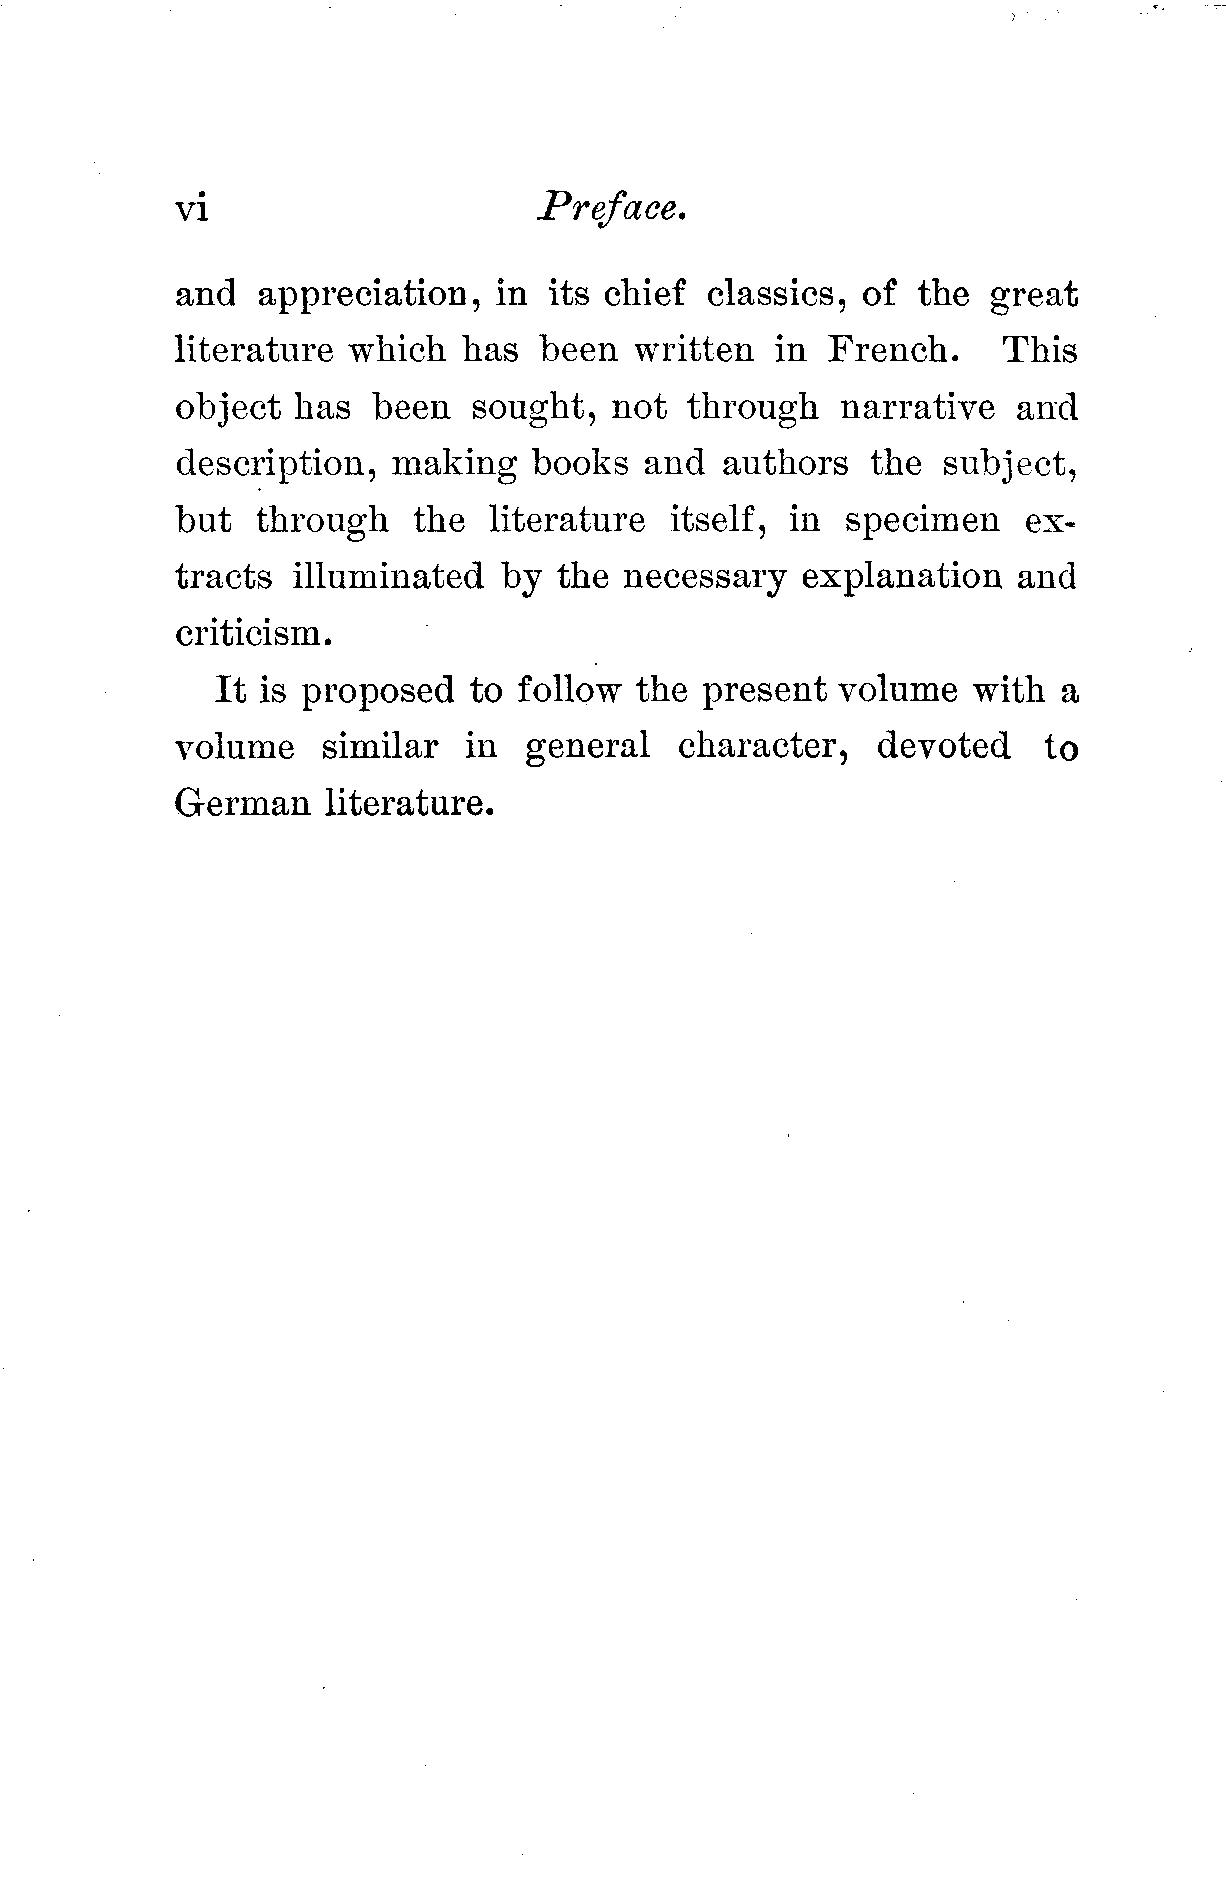 vi Preface.
and appreciation, in its chief classics, of the great
literature which has been written in French. This
object has been sought, not through narrative and
description, making books and authors the subject,
but through the literature itself, in specimen ex-
tracts illuminated by the necessary explanation and
criticism.
It is proposed to follow the present volume with a
volume similar in general character, devoted to
German literature.